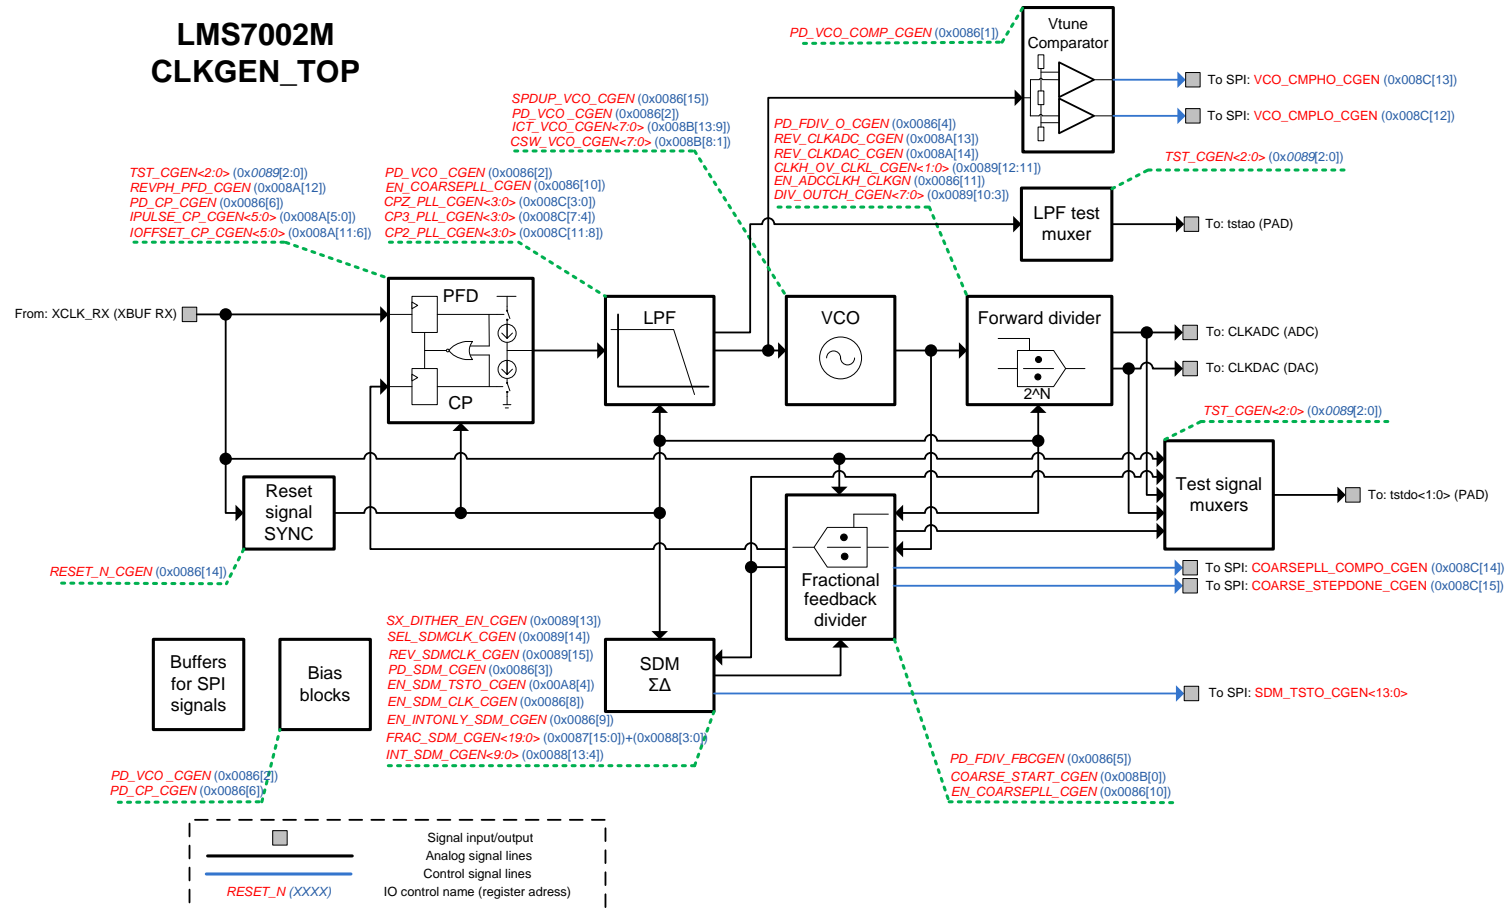 LMS7002M
CLKGEN_TOP
PD_VCO_COMP_CGEN (0x0086[1])
Vtune
Comparator
To SPI: VCO_CMPHO_CGEN (0x008C[13])
To SPI: VCO_CMPLO_CGEN (0x008C[12])
SPDUP_VCO_CGEN (0x0086[15])
PD_VCO_CGEN (0x0086[2])
ICT_VCO_CGEN<7:0> (0x008B[13:9])
CSW_VCO_CGEN<7:0> (0x008B[8:1])
PD_FDIV_O_CGEN (0x0086[4])
REV_CLKADC_CGEN (0x008A[13])
REV_CLKDAC_CGEN (0x008A[14])
CLKH_OV_CLKL_CGEN<1:0> (0x0089[12:11])
EN_ADCCLKH_CLKGN (0x0086[11])
DIV_OUTCH_CGEN<7:0> (0x0089[10:3])
TST_CGEN<2:0> (0x0089[2:0])
TST_CGEN<2:0> (0x0089[2:0])
REVPH_PFD_CGEN (0x008A[12])
PD_CP_CGEN (0x0086[6])
IPULSE_CP_CGEN<5:0> (0x008A[5:0])
IOFFSET_CP_CGEN<5:0> (0x008A[11:6])
PD_VCO _CGEN (0x0086[2])
EN_COARSEPLL_CGEN (0x0086[10])
CPZ_PLL_CGEN<3:0> (0x008C[3:0])
CP3_PLL_CGEN<3:0> (0x008C[7:4])
CP2_PLL_CGEN<3:0> (0x008C[11:8])
LPF test
muxer
To: tstao (PAD)
From: XCLK_RX (XBUF RX)
PFD
CP
LPF
VCO
Forward divider
2^N
To: CLKADC (ADC)
To: CLKDAC (DAC)
TST_CGEN<2:0> (0x0089[2:0])
Reset
signal
SYNC
Test signal
muxers
To: tstdo<1:0> (PAD)
RESET_N_CGEN (0x0086[14])
Fractional
feedback
divider
To SPI: COARSEPLL_COMPO_CGEN (0x008C[14])
To SPI: COARSE_STEPDONE_CGEN (0x008C[15])
Buffers
for SPI
signals
Bias
blocks
SX_DITHER_EN_CGEN (0x0089[13])
SEL_SDMCLK_CGEN (0x0089[14])
REV_SDMCLK_CGEN (0x0089[15])
PD_SDM_CGEN (0x0086[3])
EN_SDM_TSTO_CGEN (0x00A8[4])
EN_SDM_CLK_CGEN (0x0086[8])
EN_INTONLY_SDM_CGEN (0x0086[9])
FRAC_SDM_CGEN<19:0> (0x0087[15:0])+(0x0088[3:0])
INT_SDM_CGEN<9:0> (0x0088[13:4])
SDM
ΣΔ
To SPI: SDM_TSTO_CGEN<13:0>
PD_VCO _CGEN (0x0086[2])
PD_CP_CGEN (0x0086[6])
PD_FDIV_FBCGEN (0x0086[5])
COARSE_START_CGEN (0x008B[0])
EN_COARSEPLL_CGEN (0x0086[10])
Signal input/output
Analog signal lines
Control signal lines
RESET_N (XXXX) IO control name (register adress)